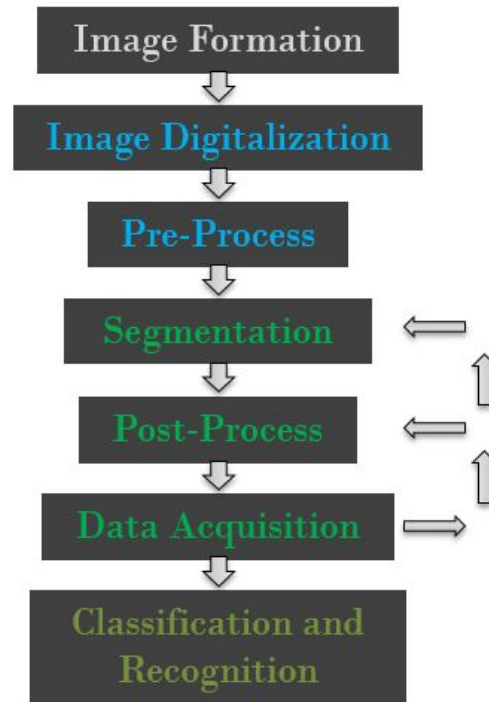 Image Formation
Image Digitalization
Pre-Process
Segmentation
Post-Process
Data Acquisition
Classification and
Recognition